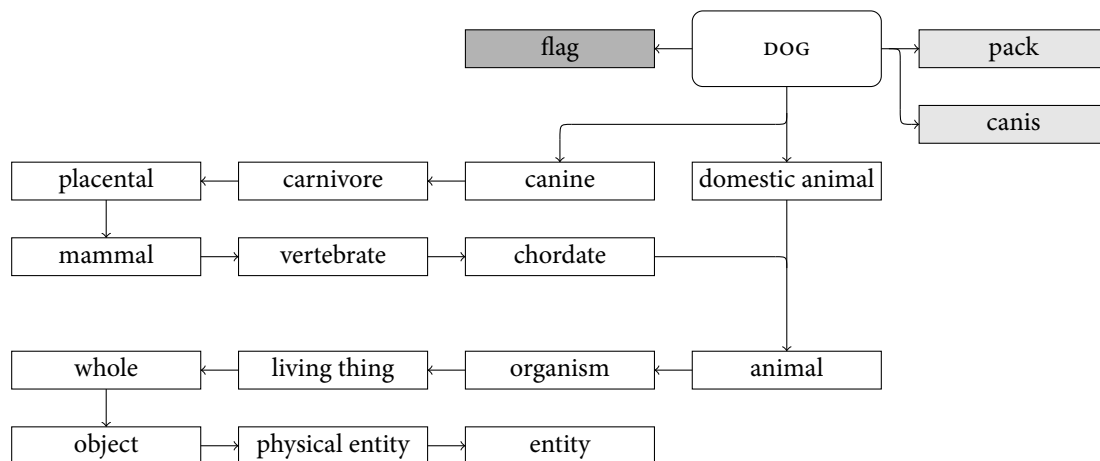 flag
DOG
pack
canis
placental
carnivore
canine
domestic animal
mammal
vertebrate
chordate
whole
living thing
organism
animal
object
physical entity
entity